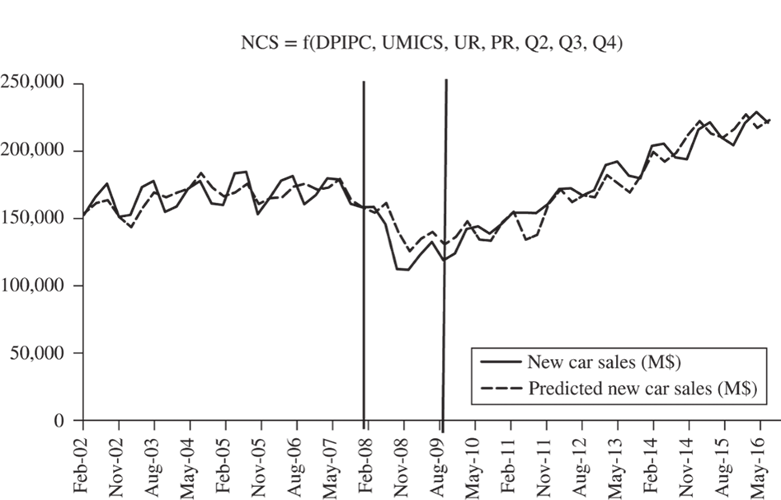 NCS = f(DPIPC, UMICS, UR, PR, Q2, Q3, Q4)
250,000
200,000
150,000
100,000
50,000
0
New car sales (M$)
Predicted new car sales (M$)
Feb-02
Nov-02
Aug-03
May-04
Feb-05
Nov-05
Aug-06
May-07
Feb-08
Nov-08
Aug-09
May-10
Feb-11
Nov-11
Aug-12
May-13
Feb-14
Nov-14
Aug-15
May-16